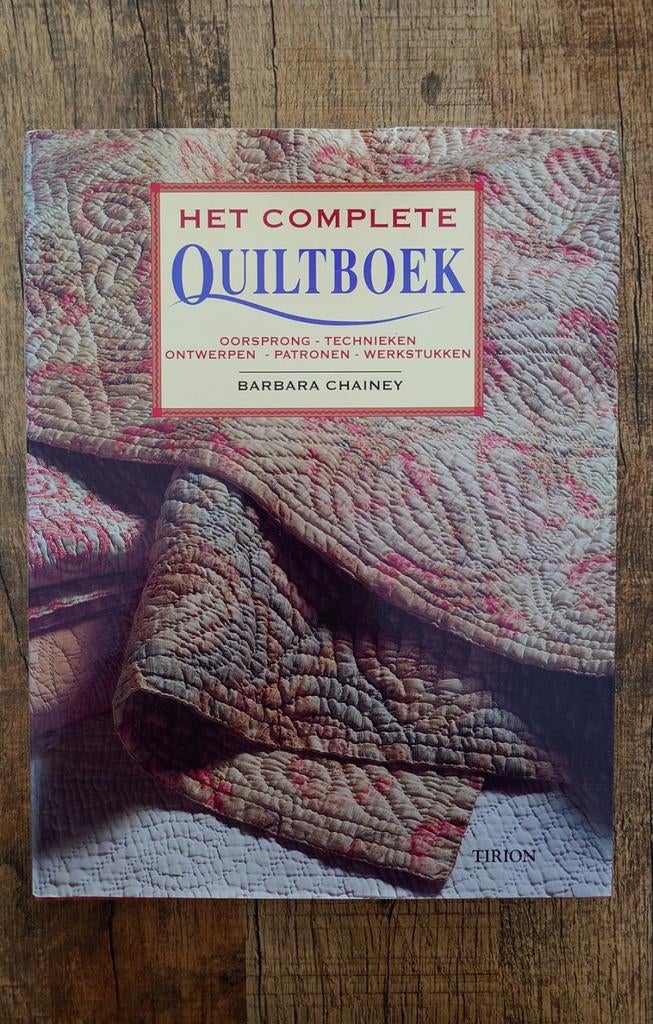 HET COMPLETE
QUILTBOEK
OORSPRONG - TECHNIEKEN
ONTWERPEN - PATRONEN - WERKSTUKKEN
BARBARA CHAINEY
TIRION